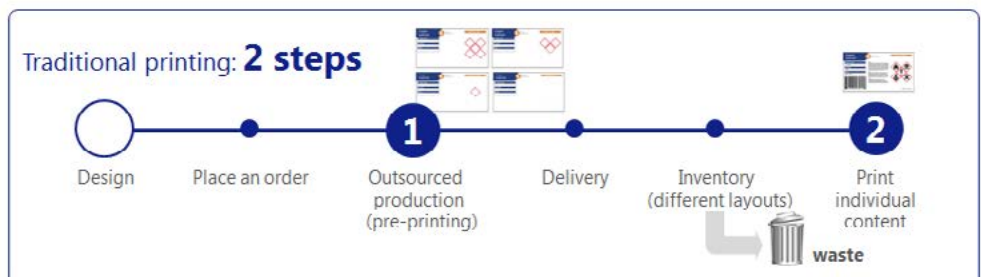 Traditional printing: 2 steps
1
2
Design
Place an order
Outsourced
production
(pre-printing)
Delivery
Inventory
(different layouts)
Print
individual
content
waste